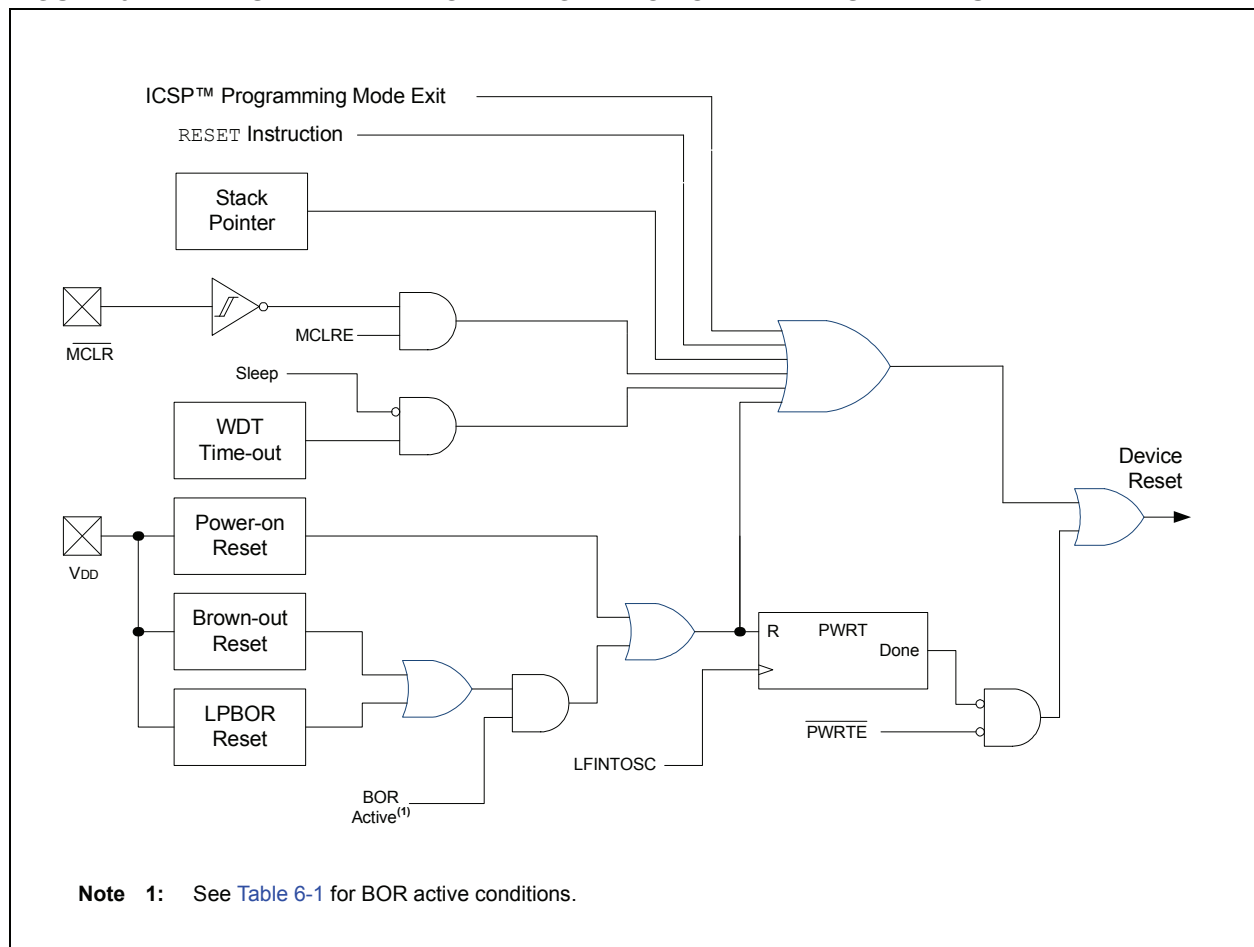 ICSP™ Programming Mode Exit
RESET Instruction
Stack
Pointer
MCLR
MCLRE
Sleep
WDT
Time-out
Device
Reset
VDD
Power-on
Reset
Brown-out
Reset
LPBOR
Reset
R
PWRT
Done
PWRTE
LFINTOSC
BOR
Active(1)
Note 1: See Table 6-1 for BOR active conditions.